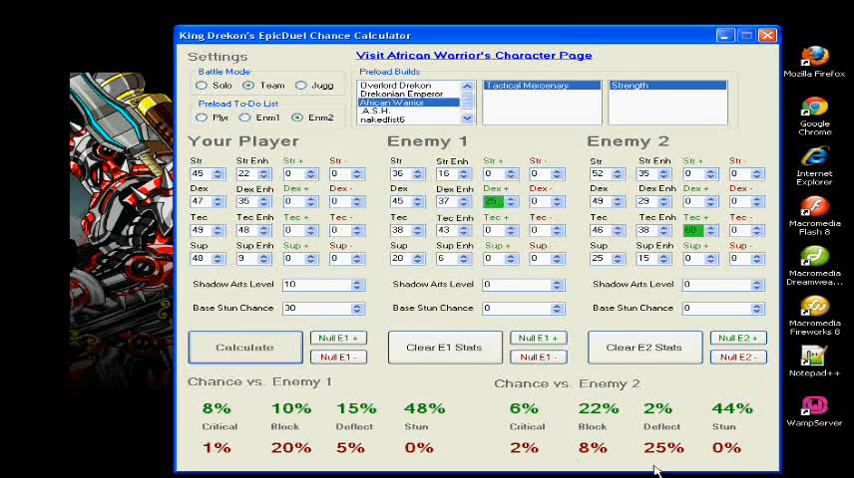 King Drekon's EpicDuel Chance Calculator
Settings
Visit African Warrior's Character Page
Battle Mode
Solo Team Jugg
Preload To-Do List
Plyr Enm1 Enm2
Preload Builds
Overlord Drekon
Drekonian Emperor
African Warrior
A.S.H.
nakedfist6
Tactical Mercenary
Strength
Your Player Enemy 1 Enemy 2
Str Str Enh Str + Str - Str Str Enh Str + Str - Str Str Enh Str + Str -
45 22 0 0 36 16 0 0 52 35 0 0
Dex Dex Enh Dex + Dex - Dex Dex Enh Dex + Dex - Dex Dex Enh Dex + Dex -
47 35 0 0 45 37 25 0 49 29 0 0
Tec Tec Enh Tec + Tec - Tec Tec Enh Tec + Tec - Tec Tec Enh Tec + Tec -
49 48 0 0 38 43 0 0 46 38 60 0
Sup Sup Enh Sup + Sup - Sup Sup Enh Sup + Sup - Sup Sup Enh Sup + Sup -
48 9 0 0 20 6 0 0 25 15 0 0
Shadow Arts Level 10 Shadow Arts Level 0 Shadow Arts Level 0
Base Stun Chance 30 Base Stun Chance 0 Base Stun Chance 0
Calculate Null E1 + Clear E1 Stats Null E1 + Clear E2 Stats Null E2 +
Null E1 - Null E1 - Null E2 -
Chance vs. Enemy 1 Chance vs. Enemy 2
8% 10% 15% 48% 6% 22% 2% 44%
Critical Block Deflect Stun Critical Block Deflect Stun
1% 20% 5% 0% 2% 8% 25% 0%
Mozilla Firefox
Google
Chrome
Internet
Explorer
Macromedia
Flash 8
Macromedia
Dreamwea...
Macromedia
Fireworks 8
Notepad++
WampServer